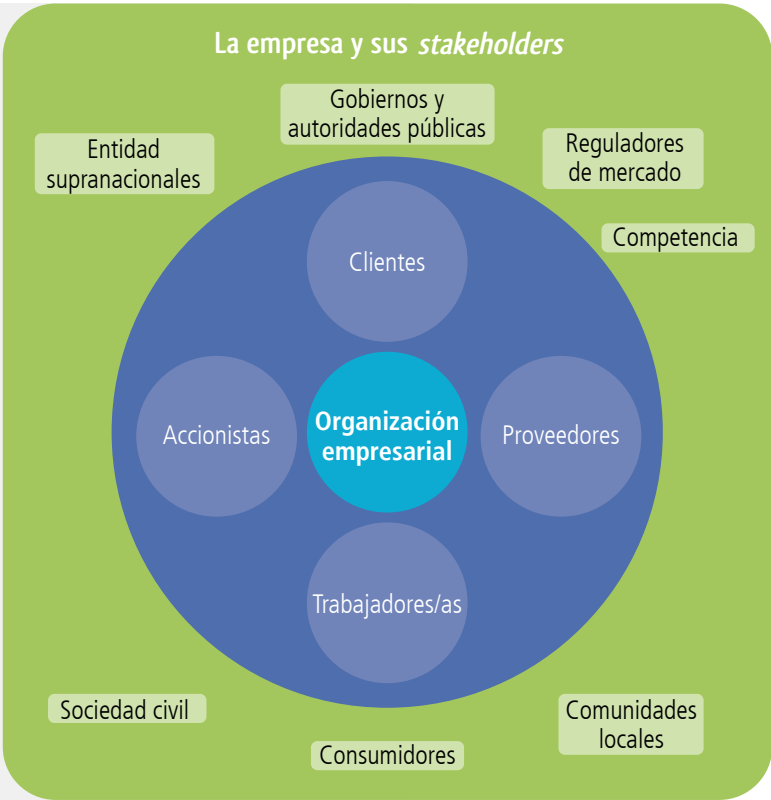 La empresa y sus stakeholders
Gobiernos y
autoridades públicas
Entidad
supranacionales
Reguladores
de mercado
Competencia
Clientes
Accionistas
Organización
empresarial
Proveedores
Trabajadores/as
Sociedad civil
Comunidades
locales
Consumidores